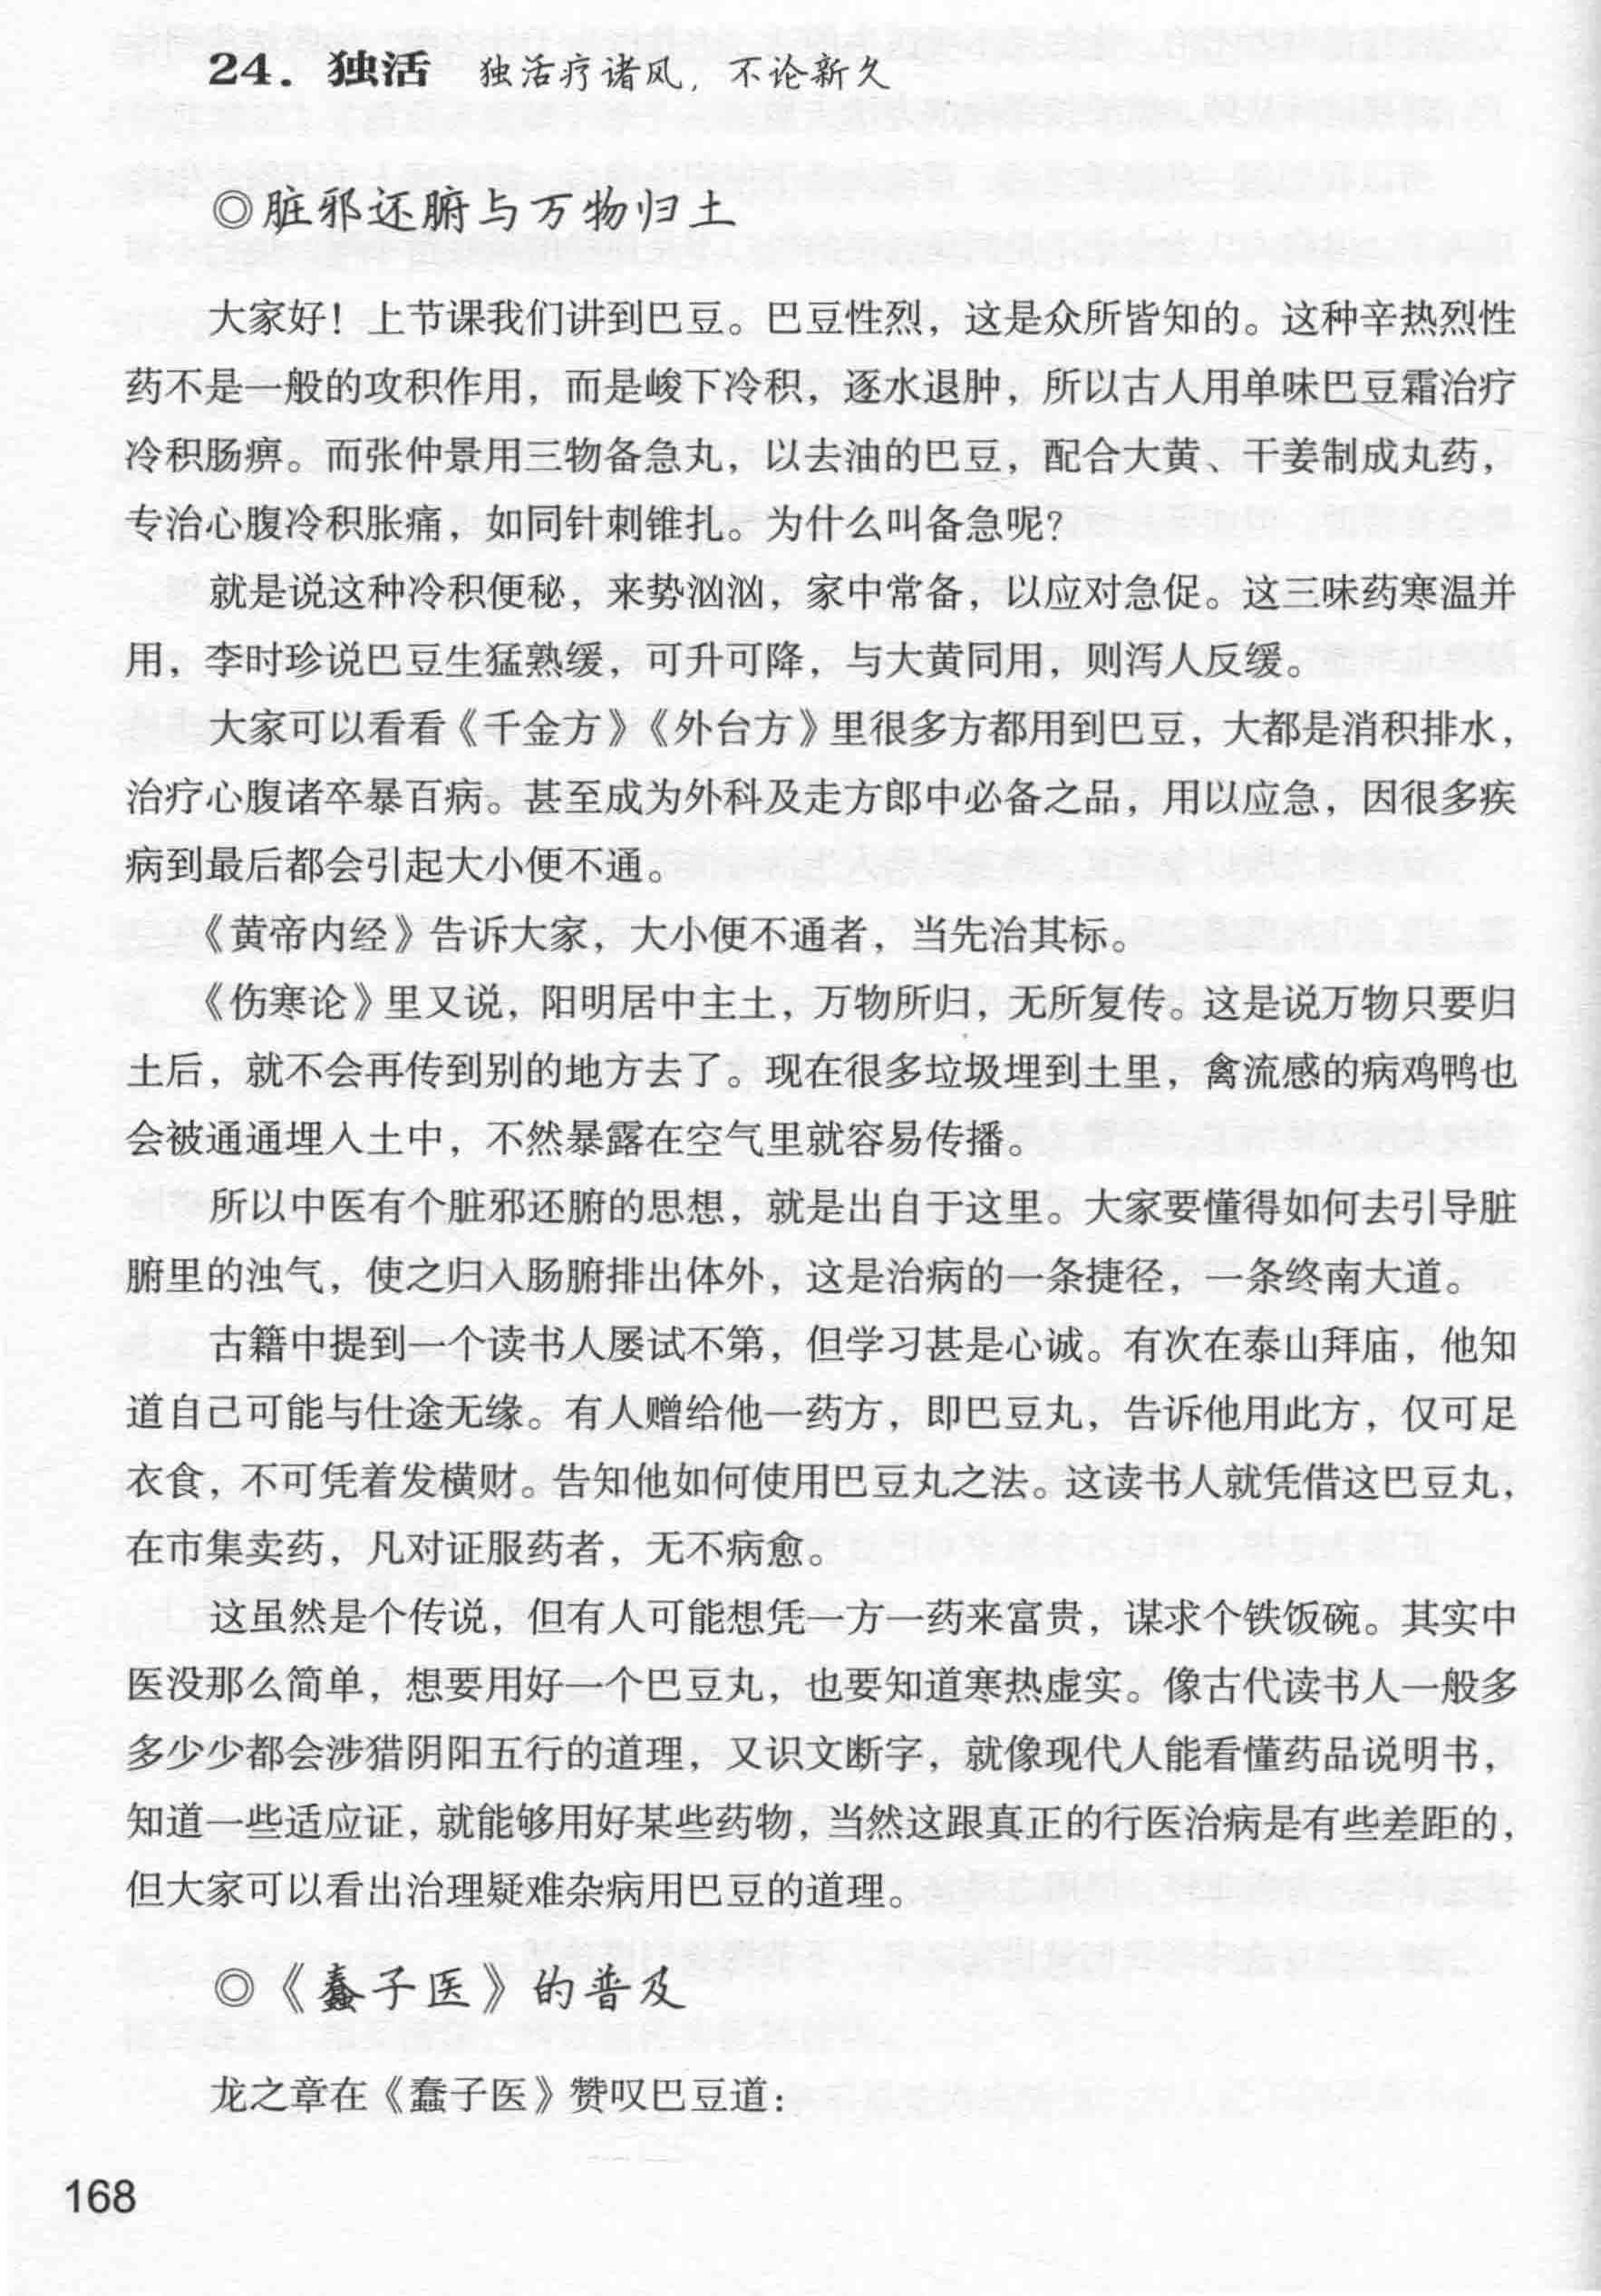 24. 独活 独活疗诸风，不论新久
◎脏邪还腑与万物归土
大家好！上节课我们讲到巴豆。巴豆性烈，这是众所皆知的。这种辛热烈性
药不是一般的攻积作用，而是峻下冷积，逐水退肿，所以古人用单味巴豆霜治疗
冷积肠痹。而张仲景用三物备急丸，以去油的巴豆，配合大黄、干姜制成丸药，
专治心腹冷积胀痛，如同针刺锥扎。为什么叫备急呢？
就是说这种冷积便秘，来势汹汹，家中常备，以应对急促。这三味药寒温并
用，李时珍说巴豆生猛熟缓，可升可降，与大黄同用，则泻人反缓。
大家可以看看《千金方》《外台方》里很多方都用到巴豆，大都是消积排水，
治疗心腹诸卒暴百病。甚至成为外科及走方郎中必备之品，用以应急，因很多疾
病到最后都会引起大小便不通。
《黄帝内经》告诉大家，大小便不通者，当先治其标。
《伤寒论》里又说，阳明居中主土，万物所归，无所复传。这是说万物只要归
土后，就不会再传到别的地方去了。现在很多垃圾埋到土里，禽流感的病鸡鸭也
会被通通埋入土中，不然暴露在空气里就容易传播。
所以中医有个脏邪还腑的思想，就是出自于这里。大家要懂得如何去引导脏
腑里的浊气，使之归入肠腑排出体外，这是治病的一条捷径，一条终南大道。
古籍中提到一个读书人屡试不第，但学习甚是心诚。有次在泰山拜庙，他知
道自己可能与仕途无缘。有人赠给他一药方，即巴豆丸，告诉他用此方，仅可足
衣食，不可凭着发横财。告知他如何使用巴豆丸之法。这读书人就凭借这巴豆丸，
在市集卖药，凡对证服药者，无不病愈。
这虽然是个传说，但有人可能想凭一方一药来富贵，谋求个铁饭碗。其实中
医没那么简单，想要用好一个巴豆丸，也要知道寒热虚实。像古代读书人一般多
多少少都会涉猎阴阳五行的道理，又识文断字，就像现代人能看懂药品说明书，
知道一些适应证，就能够用好某些药物，当然这跟真正的行医治病是有些差距的，
但大家可以看出治理疑难杂病用巴豆的道理。
◎《蠢子医》的普及
龙之章在《蠢子医》赞叹巴豆道：
168